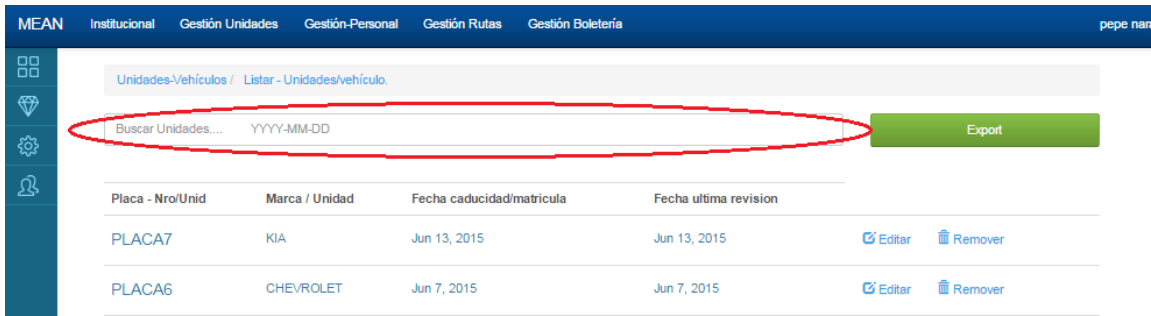 MEAN Institucional Gestión Unidades Gestión-Personal Gestión Rutas Gestión Boletería pepe nara
Unidades-Vehículos / Listar - Unidades/vehículo.
Buscar Unidades.... YYYY-MM-DD Export
Placa - Nro/Unid Marca / Unidad Fecha caducidad/matricula Fecha ultima revision
PLACA7 KIA Jun 13, 2015 Jun 13, 2015 Editar Remover
PLACA6 CHEVROLET Jun 7, 2015 Jun 7, 2015 Editar Remover